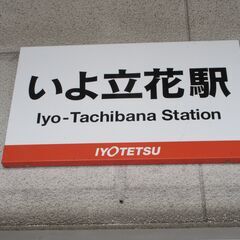 いよ立花駅
Iyo-Tachibana Station
IYOTETSU